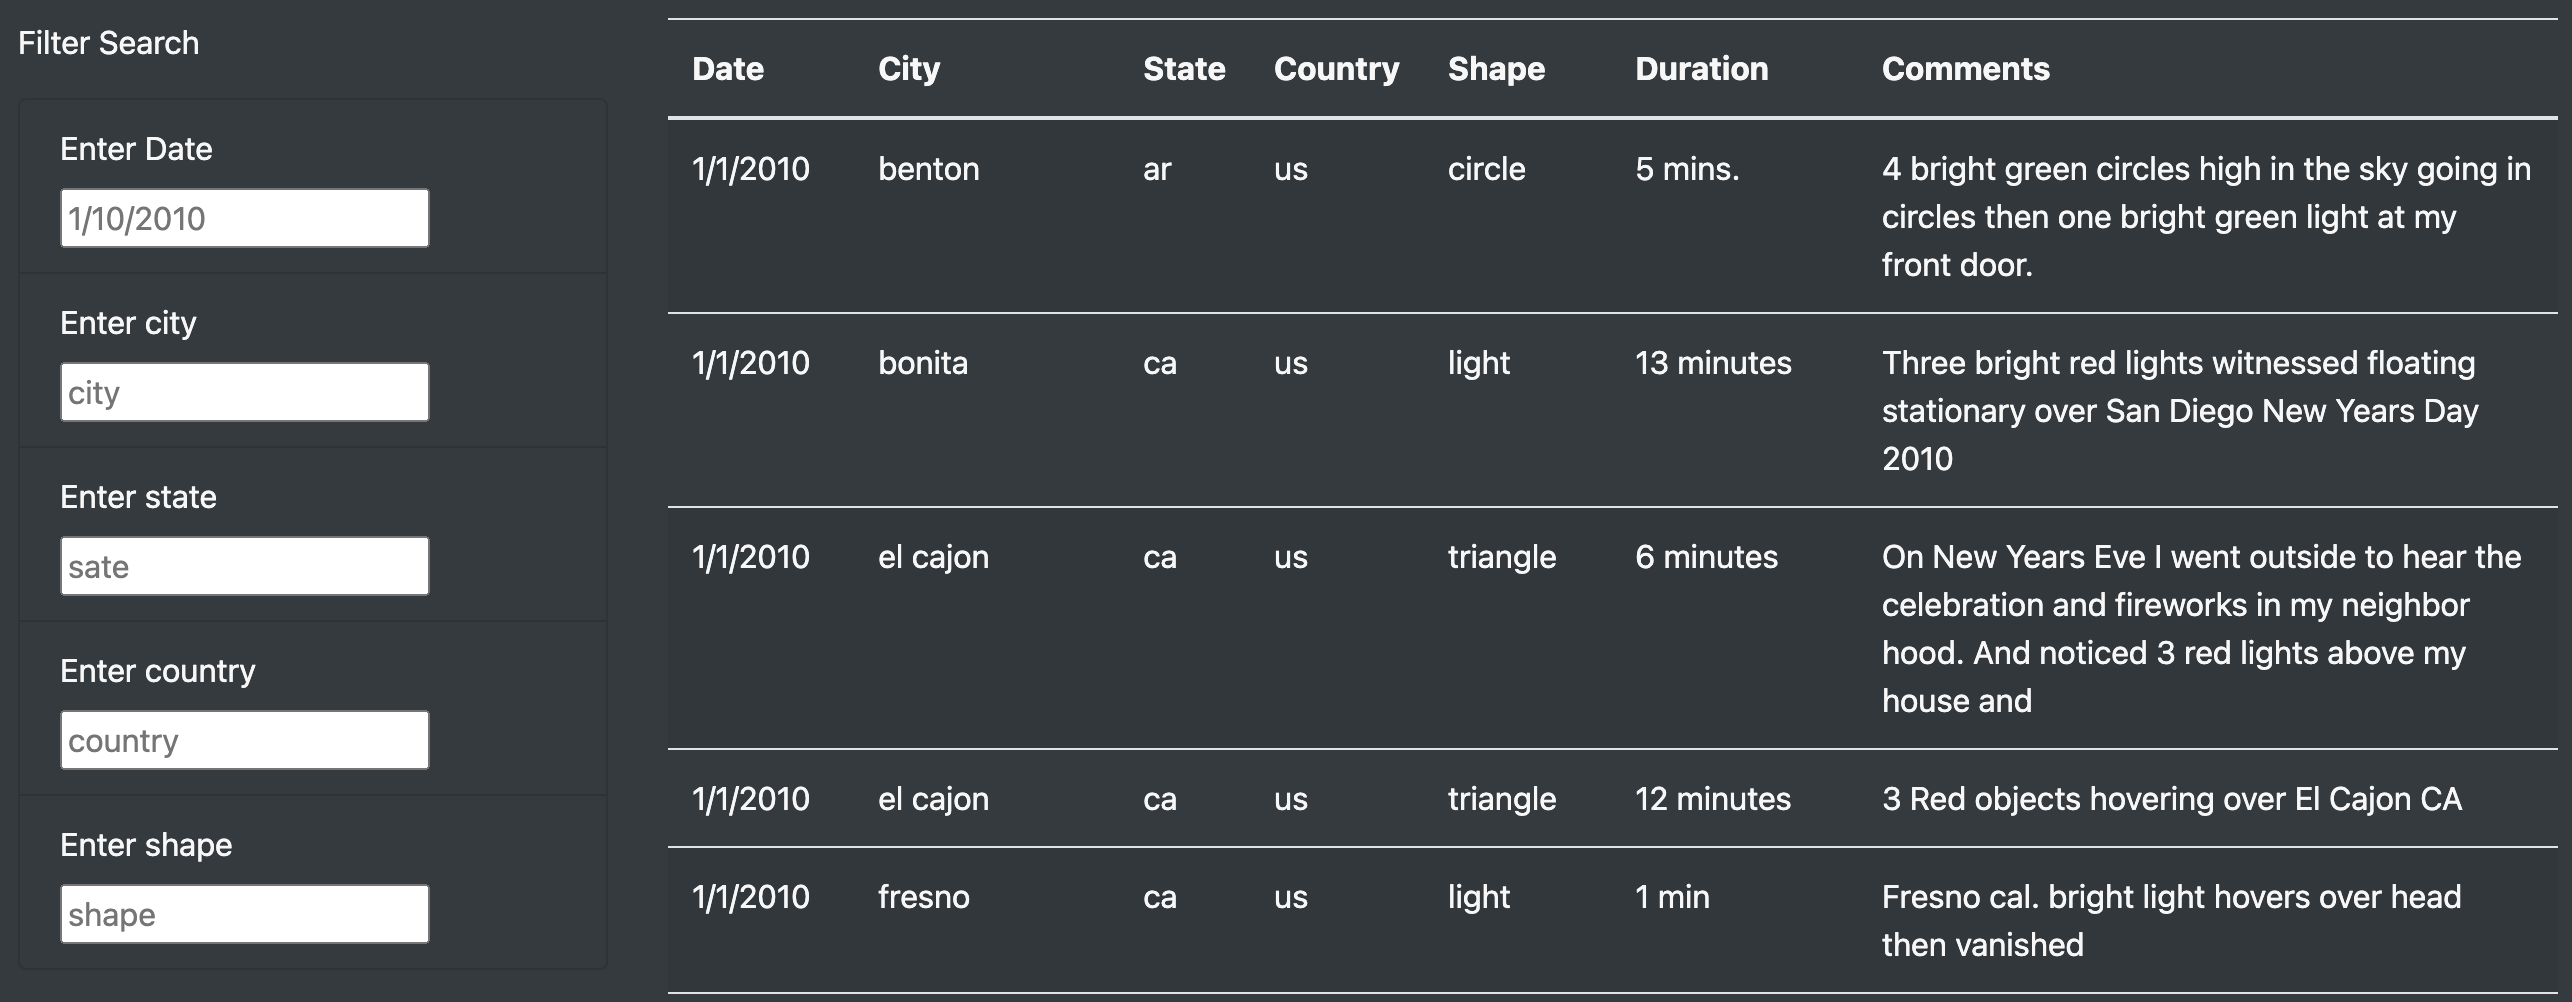 Filter Search
Enter Date
1/10/2010
Enter city
city
Enter state
sate
Enter country
country
Enter shape
shape
Date City State Country Shape Duration Comments
1/1/2010 benton ar us circle 5 mins. 4 bright green circles high in the sky going in
circles then one bright green light at my
front door.
1/1/2010 bonita ca us light 13 minutes Three bright red lights witnessed floating
stationary over San Diego New Years Day
2010
1/1/2010 el cajon ca us triangle 6 minutes On New Years Eve I went outside to hear the
celebration and fireworks in my neighbor
hood. And noticed 3 red lights above my
house and
1/1/2010 el cajon ca us triangle 12 minutes 3 Red objects hovering over El Cajon CA
1/1/2010 fresno ca us light 1 min Fresno cal. bright light hovers over head
then vanished